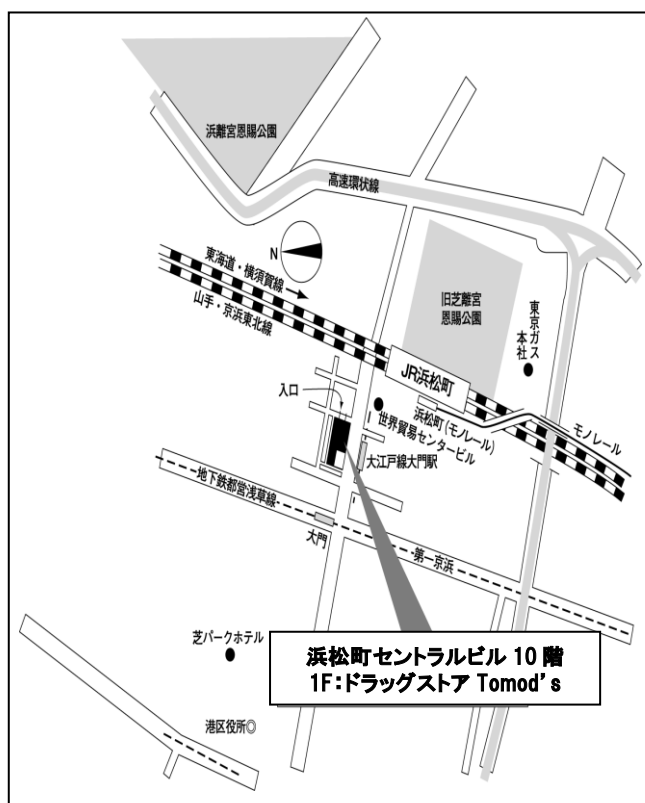 浜離宮恩賜公園
高速環状線
N
東海道・横須賀線
山手・京浜東北線
旧芝離宮
恩賜公園
東京ガス
本社
JR浜松町
入口
浜松町(モノレール)
世界貿易センタービル
モノレール
大江戸線大門駅
地下鉄都営浅草線
大門
第一京浜
芝パークホテル
浜松町セントラルビル 10 階
1F:ドラッグストア Tomod's
港区役所◎